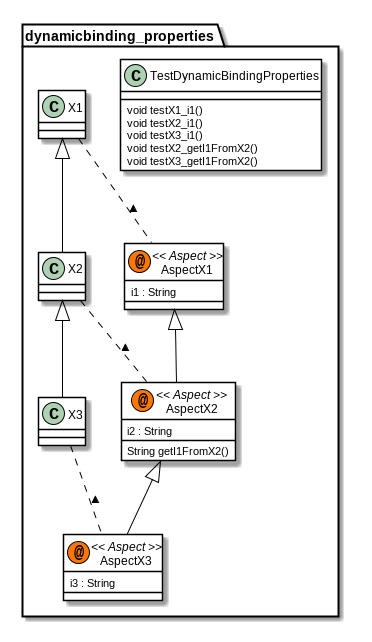 dynamicbinding_properties
C X1
C TestDynamicBindingProperties
void testX1_i1()
void testX2_i1()
void testX3_i1()
void testX2_getI1FromX2()
void testX3_getI1FromX2()
C X2
@ << Aspect >>
AspectX1
i1 : String
C X3
@ << Aspect >>
AspectX2
i2 : String
String getI1FromX2()
@ << Aspect >>
AspectX3
i3 : String